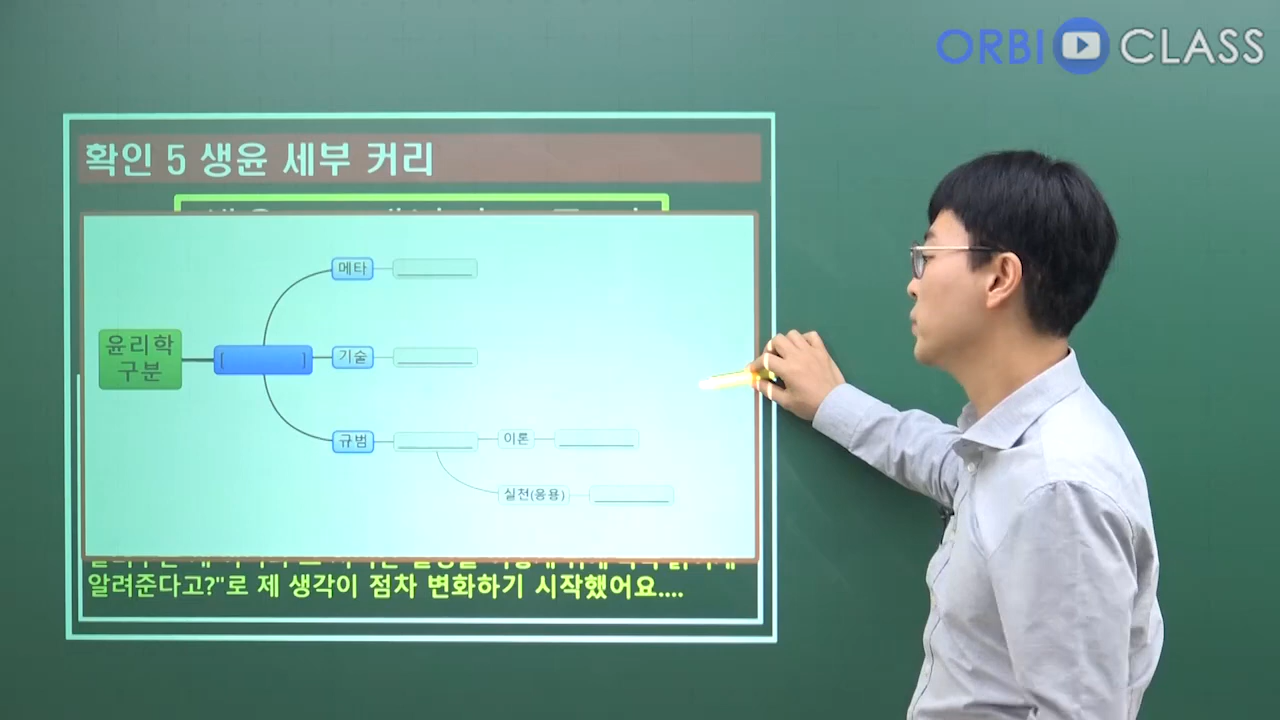 ORBI CLASS
확인 5 생윤 세부 커리
메타
윤리학
구분
[
]
기술
규범
이론
실천(응용)
알려준다고?"로 제 생각이 점차 변화하기 시작했어요....